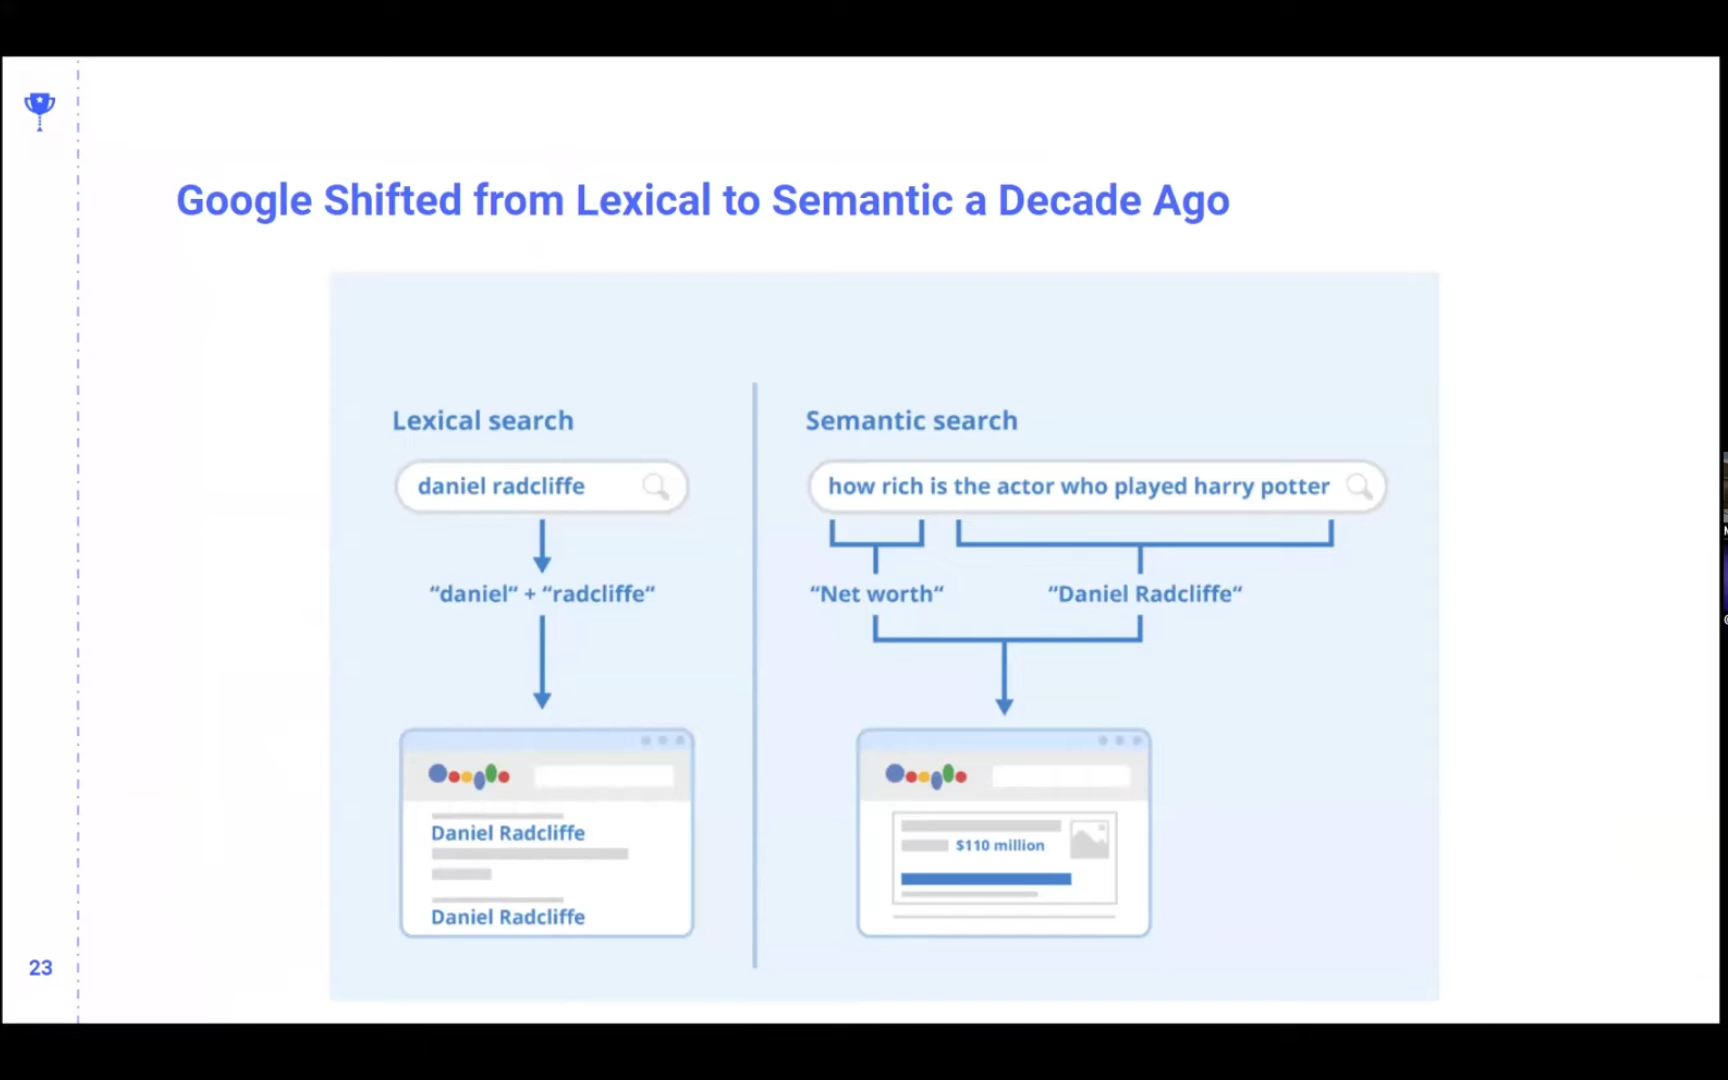 Google Shifted from Lexical to Semantic a Decade Ago
Lexical search
daniel radcliffe
“daniel“ + “radcliffe“
Daniel Radcliffe
Daniel Radcliffe
Semantic search
how rich is the actor who played harry potter
“Net worth“
“Daniel Radcliffe“
$110 million
23